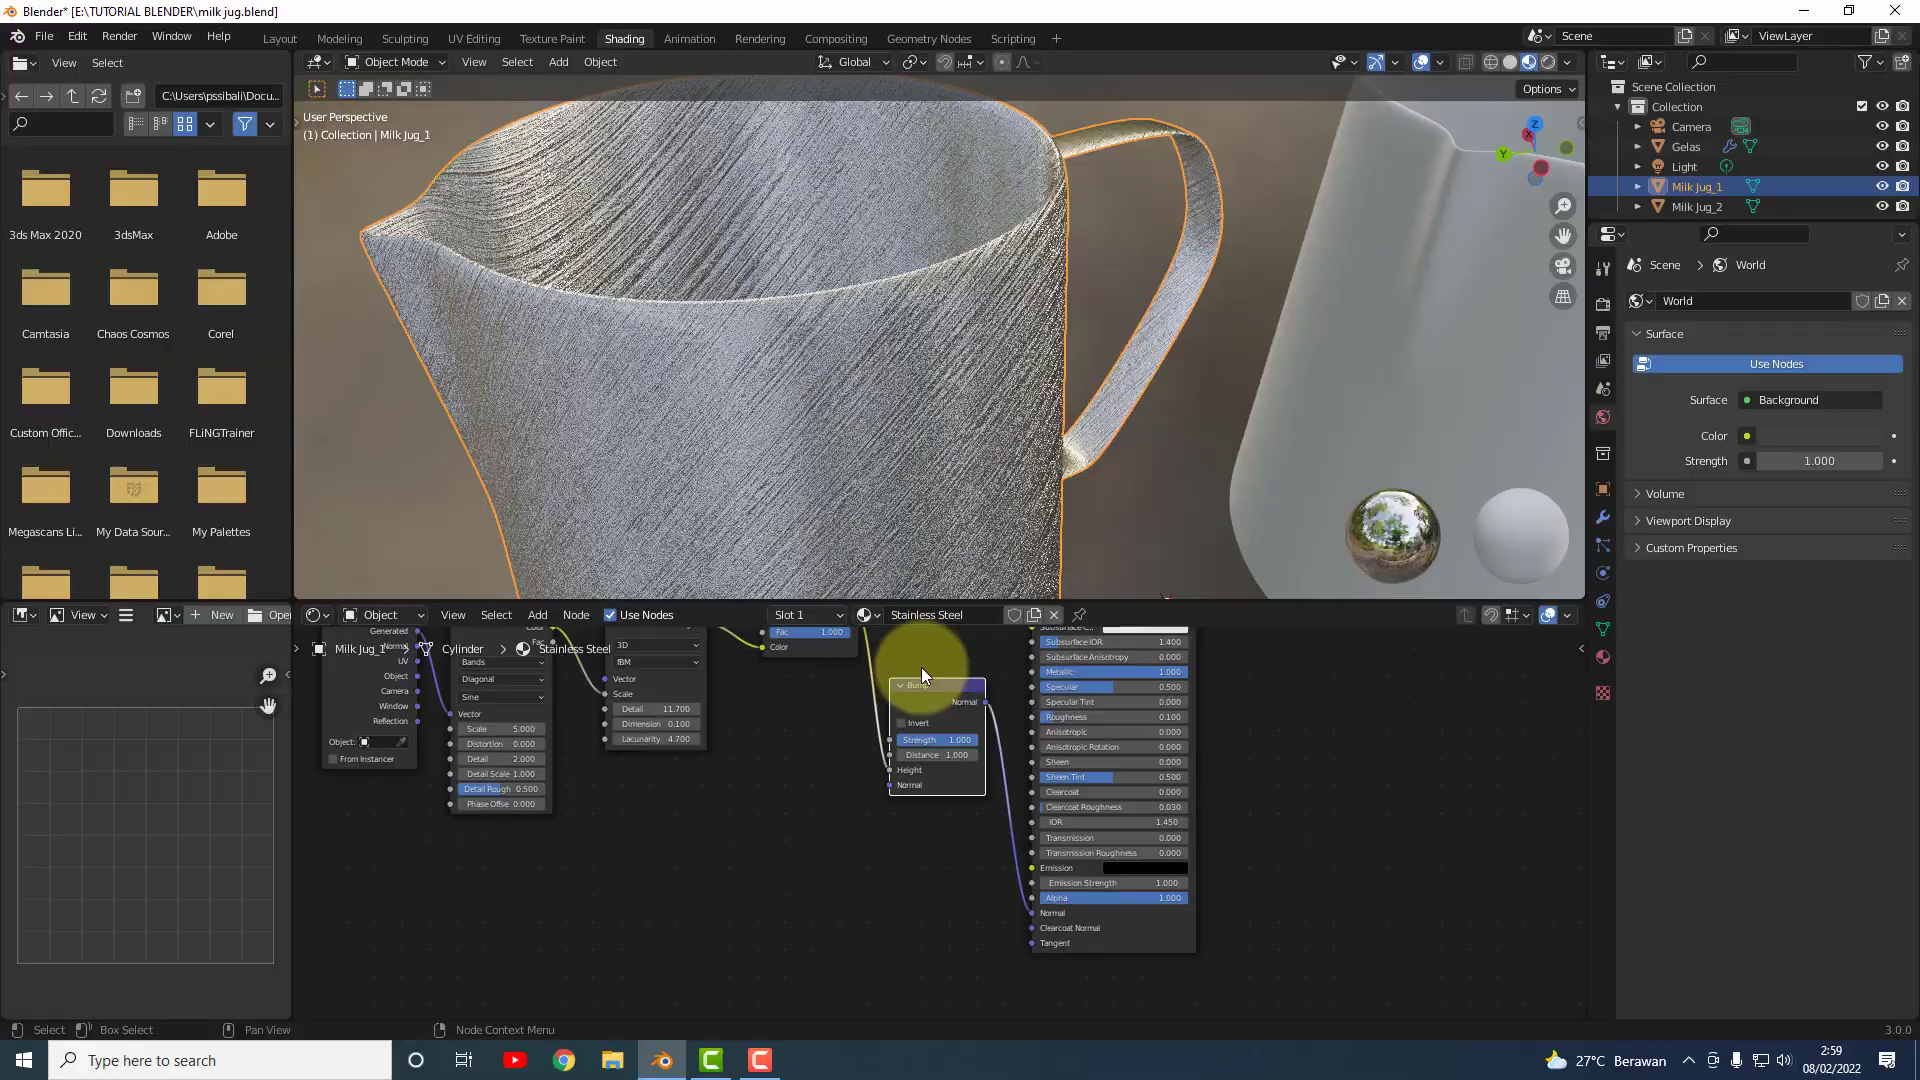 Blender* [E:\TUTORIAL BLENDER\milk jug.blend]
File Edit Render Window Help
Layout Modeling Sculpting UV Editing Texture Paint Shading Animation Rendering Compositing Geometry Nodes Scripting
Scene
ViewLayer
View Select
Object Mode View Select Add Object
Global
C:\Users\pssibali\Docu...
Options
User Perspective
(1) Collection | Milk Jug_1
Z
X
Y
3ds Max 2020 3dsMax Adobe
Camtasia Chaos Cosmos Corel
Custom Offic... Downloads FLiNGTrainer
Megascans Li... My Data Sour... My Palettes
Scene Collection
Collection
Camera
Gelas
Light
Milk Jug_1
Milk Jug_2
Scene > World
World
Surface
Use Nodes
Surface Background
Color
Strength 1.000
Volume
Viewport Display
Custom Properties
View New Open
Object View Select Add Node Use Nodes Slot 1 Stainless Steel
Milk Jug_1 > Cylinder > Stainless Steel
Generated
Normal
UV
Object
Camera
Window
Reflection
Object:
From Instancer
Fac
Bands
Diagonal
Sine
Vector
Scale 5.000
Distortion 0.000
Detail 2.000
Detail Scale 1.000
Detail Rough 0.500
Phase Offse 0.000
3D
fBM
Vector
Scale
Detail 11.700
Dimension 0.100
Lacunarity 4.700
Fac 1.000
Color
Bump
Normal
Invert
Strength 1.000
Distance 1.000
Height
Normal
Subsurface IOR 1.400
Subsurface Anisotropy 0.000
Metallic 1.000
Specular 0.500
Specular Tint 0.000
Roughness 0.100
Anisotropic 0.000
Anisotropic Rotation 0.000
Sheen 0.000
Sheen Tint 0.500
Clearcoat 0.000
Clearcoat Roughness 0.030
IOR 1.450
Transmission 0.000
Transmission Roughness 0.000
Emission
Emission Strength 1.000
Alpha 1.000
Normal
Clearcoat Normal
Tangent
Select Box Select Pan View Node Context Menu
3.0.0
Type here to search
27°C Berawan
2:59
08/02/2022